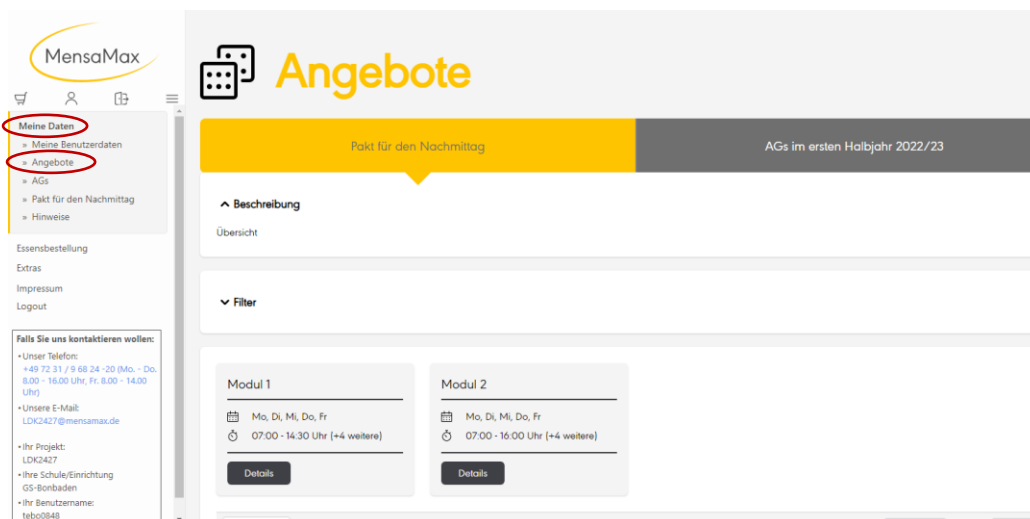 MensaMax
Meine Daten
» Meine Benutzerdaten
» Angebote
» AGs
» Pakt für den Nachmittag
» Hinweise
Essensbestellung
Extras
Impressum
Logout
Falls Sie uns kontaktieren wollen:
•Unser Telefon:
+49 72 31 / 9 68 24 -20 (Mo. - Do.
8.00 - 16.00 Uhr, Fr. 8.00 - 14.00
Uhr)
•Unsere E-Mail:
LDK2427@mensamax.de
•Ihr Projekt:
LDK2427
•Ihre Schule/Einrichtung
GS-Bonbaden
•Ihr Benutzername:
tebo0848
Angebote
Pakt für den Nachmittag
AGs im ersten Halbjahr 2022/23
Beschreibung
Übersicht
Filter
Modul 1
Mo, Di, Mi, Do, Fr
07:00 - 14:30 Uhr (+4 weitere)
Details
Modul 2
Mo, Di, Mi, Do, Fr
07:00 - 16:00 Uhr (+4 weitere)
Details